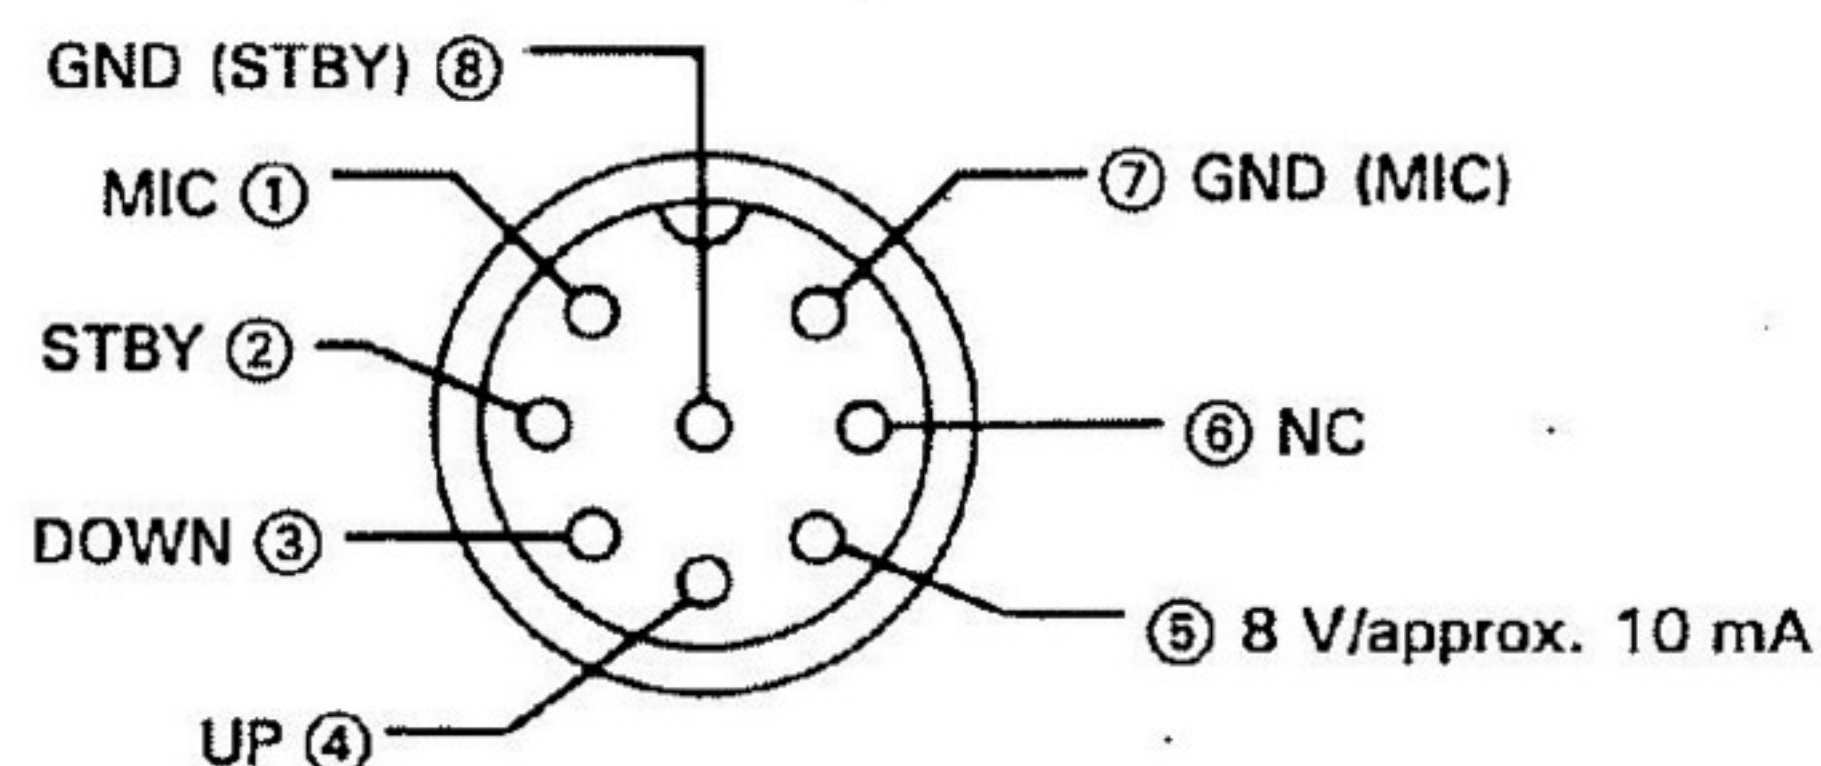 GND (STBY) ⑧
MIC ①
⑦ GND (MIC)
STBY ②
⑥ NC
DOWN ③
⑤ 8 V/approx. 10 mA
UP ④